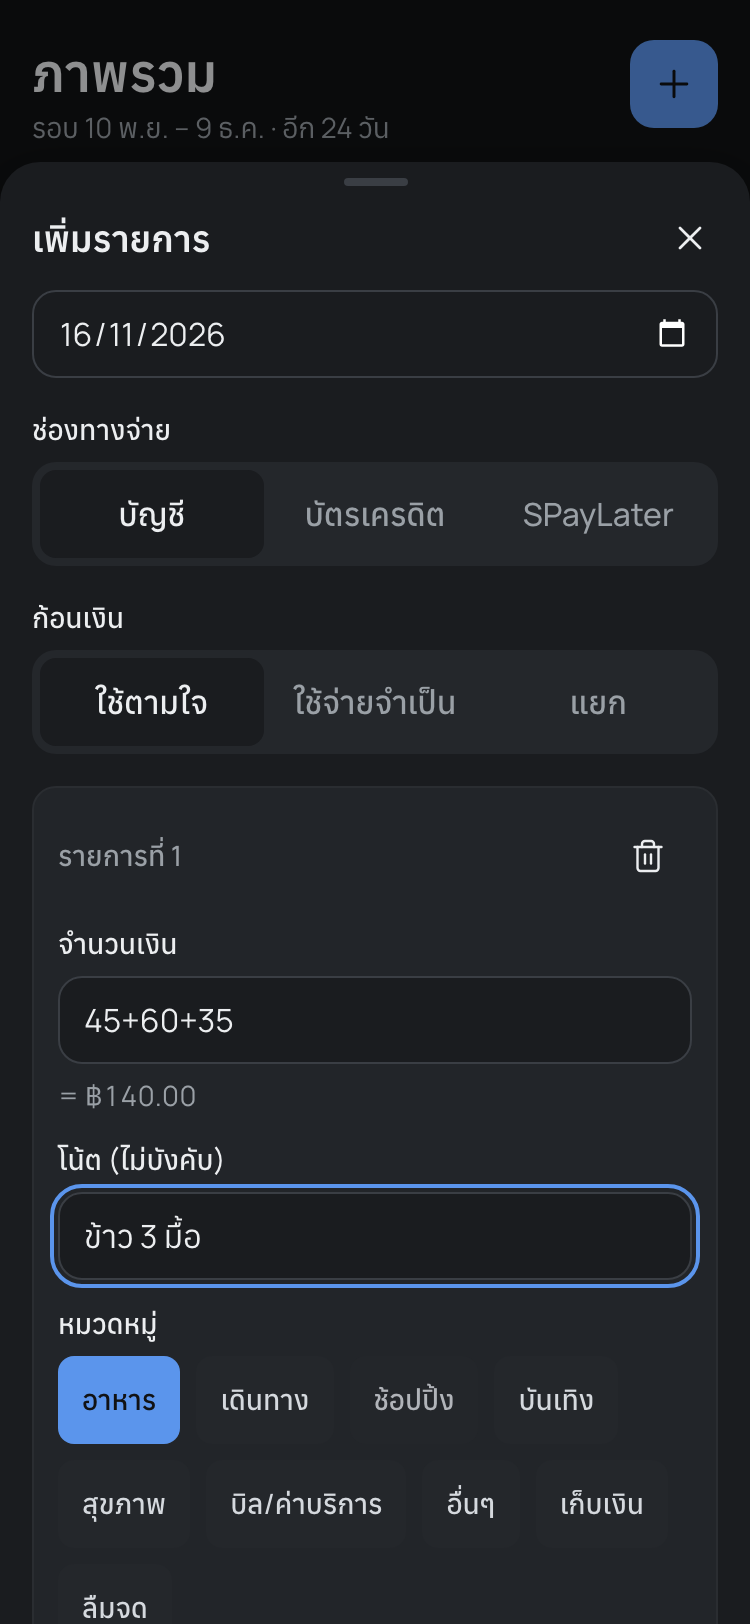 ภาพรวม
รอบ 10 พ.ย. – 9 ธ.ค. · อีก 24 วัน
เพิ่มรายการ
16/11/2026
ช่องทางจ่าย
บัญชี บัตรเครดิต SPayLater
ก้อนเงิน
ใช้ตามใจ ใช้จ่ายจำเป็น แยก
รายการที่ 1
จำนวนเงิน
45+60+35
= ฿140.00
โน้ต (ไม่บังคับ)
ข้าว 3 มื้อ
หมวดหมู่
อาหาร เดินทาง ช้อปปิ้ง บันเทิง
สุขภาพ บิล/ค่าบริการ อื่นๆ เก็บเงิน
ลืมจด